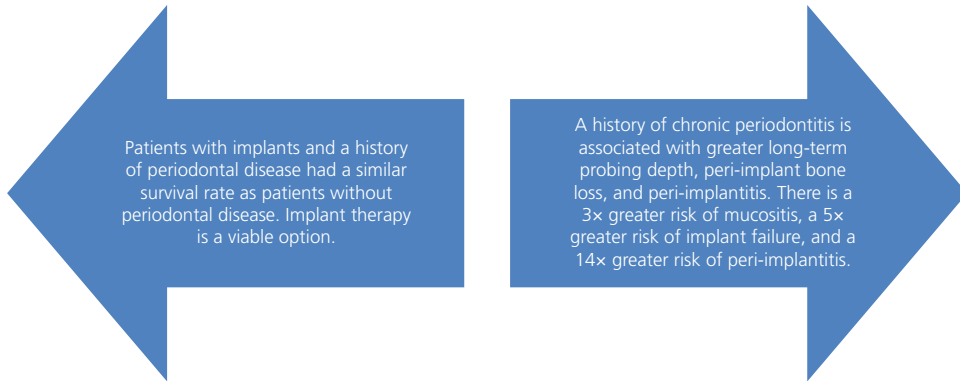 Patients with implants and a history
of periodontal disease had a similar
survival rate as patients without
periodontal disease. Implant therapy
is a viable option.
A history of chronic periodontitis is
associated with greater long-term
probing depth, peri-implant bone
loss, and peri-implantitis. There is a
3× greater risk of mucositis, a 5×
greater risk of implant failure, and a
14× greater risk of peri-implantitis.